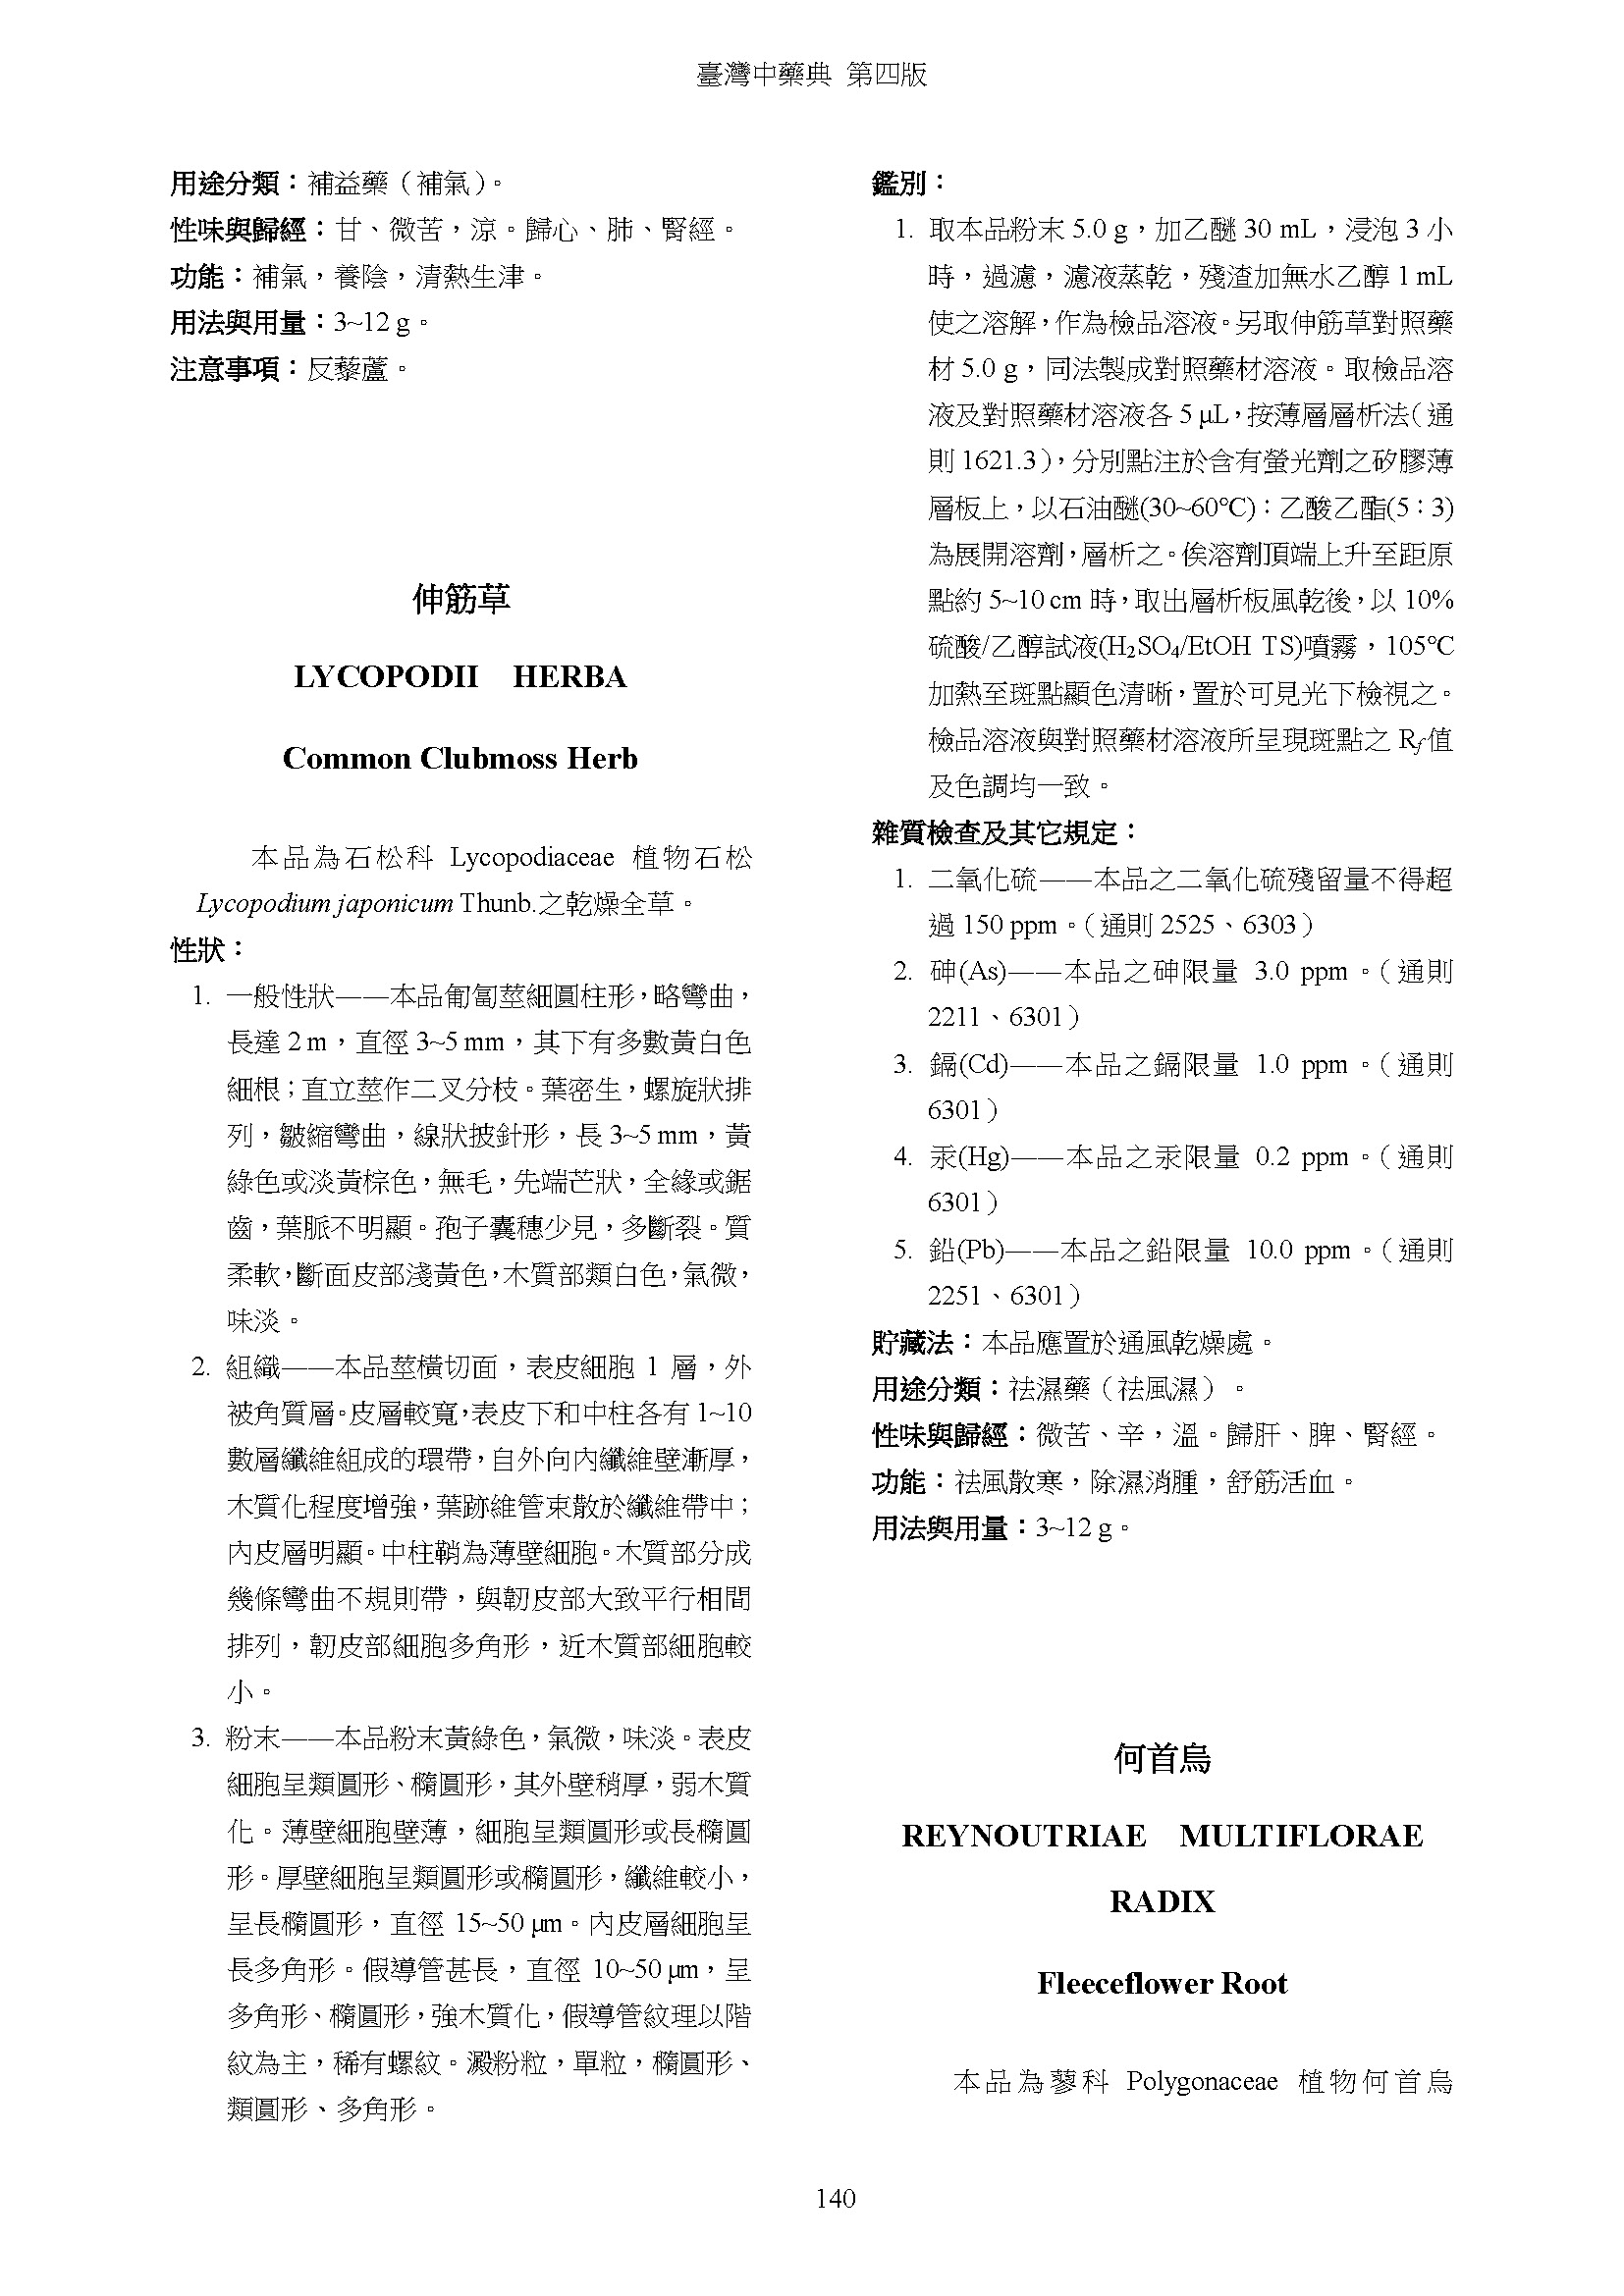 臺灣中藥典 第四版
用途分類：補益藥（補氣）。
性味與歸經：甘、微苦，涼。歸心、肺、腎經。
功能：補氣，養陰，清熱生津。
用法與用量：3~12 g。
注意事項：反藜蘆。
伸筋草
LYCOPODII HERBA
Common Clubmoss Herb
本品為石松科 Lycopodiaceae 植物石松
Lycopodium japonicum Thunb.之乾燥全草。
性狀：
1. 一般性狀——本品匍匐莖細圓柱形，略彎曲，
長達 2 m，直徑 3~5 mm，其下有多數黃白色
細根；直立莖作二叉分枝。葉密生，螺旋狀排
列，皺縮彎曲，線狀披針形，長 3~5 mm，黃
綠色或淡黃棕色，無毛，先端芒狀，全緣或鋸
齒，葉脈不明顯。孢子囊穗少見，多斷裂。質
柔軟，斷面皮部淺黃色，木質部類白色，氣微，
味淡。
2. 組織——本品莖橫切面，表皮細胞 1 層，外
被角質層。皮層較寬，表皮下和中柱各有 1~10
數層纖維組成的環帶，自外向內纖維壁漸厚，
木質化程度增強，葉跡維管束散於纖維帶中；
內皮層明顯。中柱鞘為薄壁細胞。木質部分成
幾條彎曲不規則帶，與韌皮部大致平行相間
排列，韌皮部細胞多角形，近木質部細胞較
小。
3. 粉末——本品粉末黃綠色，氣微，味淡。表皮
細胞呈類圓形、橢圓形，其外壁稍厚，弱木質
化。薄壁細胞壁薄，細胞呈類圓形或長橢圓
形。厚壁細胞呈類圓形或橢圓形，纖維較小，
呈長橢圓形，直徑 15~50 μm。內皮層細胞呈
長多角形。假導管甚長，直徑 10~50 μm，呈
多角形、橢圓形，強木質化，假導管紋理以階
紋為主，稀有螺紋。澱粉粒，單粒，橢圓形、
類圓形、多角形。
鑑別：
1. 取本品粉末 5.0 g，加乙醚 30 mL，浸泡 3 小
時，過濾，濾液蒸乾，殘渣加無水乙醇 1 mL
使之溶解，作為檢品溶液。另取伸筋草對照藥
材 5.0 g，同法製成對照藥材溶液。取檢品溶
液及對照藥材溶液各 5 μL，按薄層層析法（通
則 1621.3），分別點注於含有螢光劑之矽膠薄
層板上，以石油醚(30~60℃)：乙酸乙酯(5：3)
為展開溶劑，層析之。俟溶劑頂端上升至距原
點約 5~10 cm 時，取出層析板風乾後，以 10%
硫酸/乙醇試液(H₂SO₄/EtOH TS)噴霧，105℃
加熱至斑點顯色清晰，置於可見光下檢視之。
檢品溶液與對照藥材溶液所呈現斑點之 Rf值
及色調均一致。
雜質檢查及其它規定：
1. 二氧化硫——本品之二氧化硫殘留量不得超
過 150 ppm。（通則 2525、6303）
2. 砷(As)——本品之砷限量 3.0 ppm。（通則
2211、6301）
3. 鎘(Cd)——本品之鎘限量 1.0 ppm。（通則
6301）
4. 汞(Hg)——本品之汞限量 0.2 ppm。（通則
6301）
5. 鉛(Pb)——本品之鉛限量 10.0 ppm。（通則
2251、6301）
貯藏法：本品應置於通風乾燥處。
用途分類：祛濕藥（祛風濕）。
性味與歸經：微苦、辛，溫。歸肝、脾、腎經。
功能：祛風散寒，除濕消腫，舒筋活血。
用法與用量：3~12 g。
何首烏
REYNOUTRIAE MULTIFLORAE
RADIX
Fleeceflower Root
本品為蓼科 Polygonaceae 植物何首烏
140